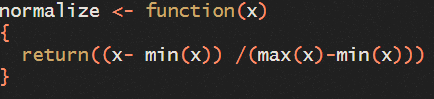 normalize <- function(x)
{
  return((x- min(x)) /(max(x)-min(x)))
}